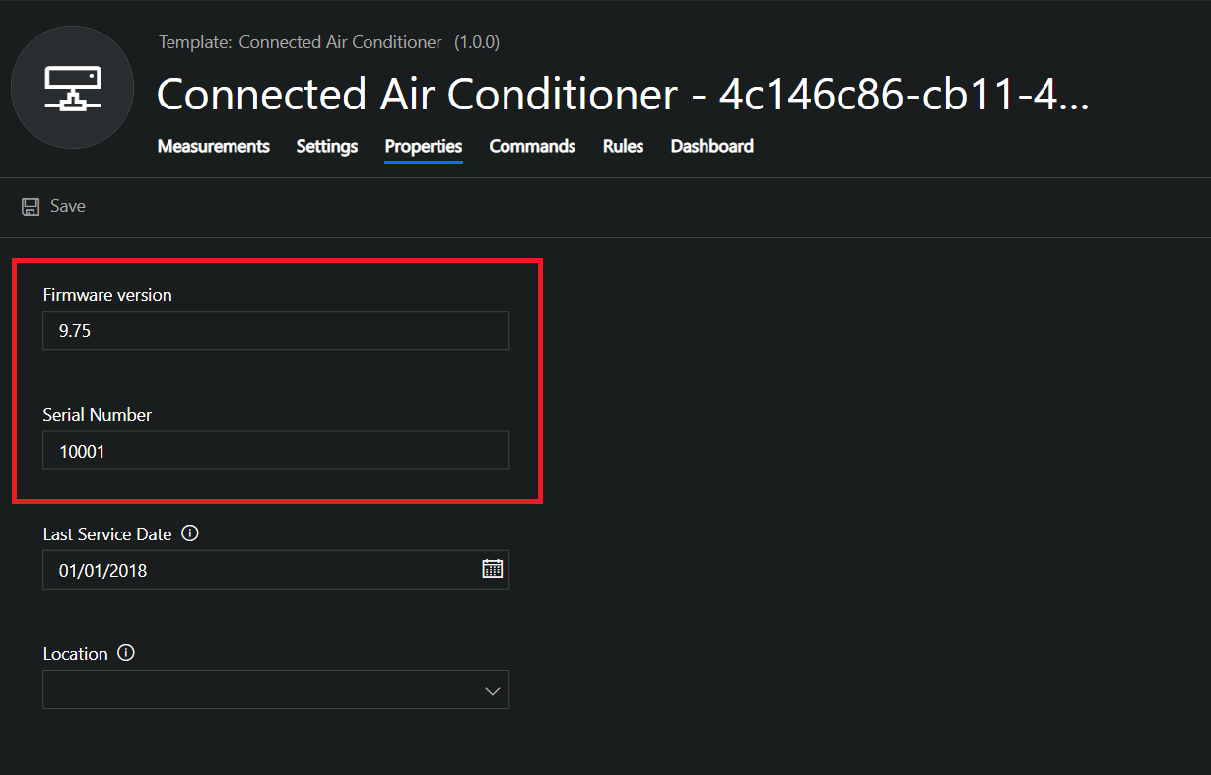 Template: Connected Air Conditioner (1.0.0)
Connected Air Conditioner - 4c146c86-cb11-4...
Measurements Settings Properties Commands Rules Dashboard
Save
Firmware version
9.75
Serial Number
10001
Last Service Date
01/01/2018
Location